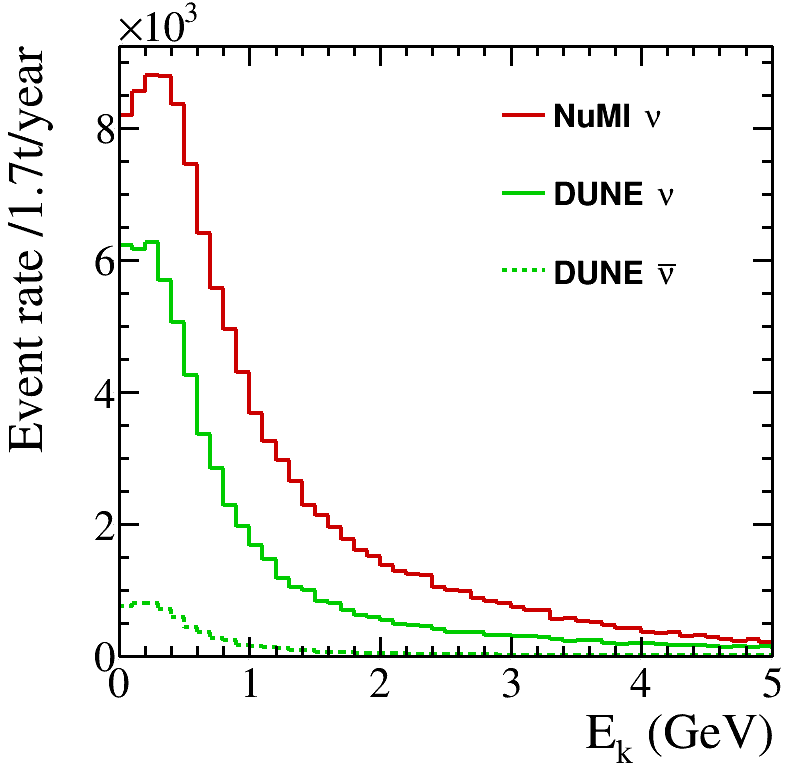 ×10³
Event rate /1.7t/year
8
6
4
2
0
NuMI ν
DUNE ν
DUNE ν̅
0 1 2 3 4 5
Eₖ (GeV)